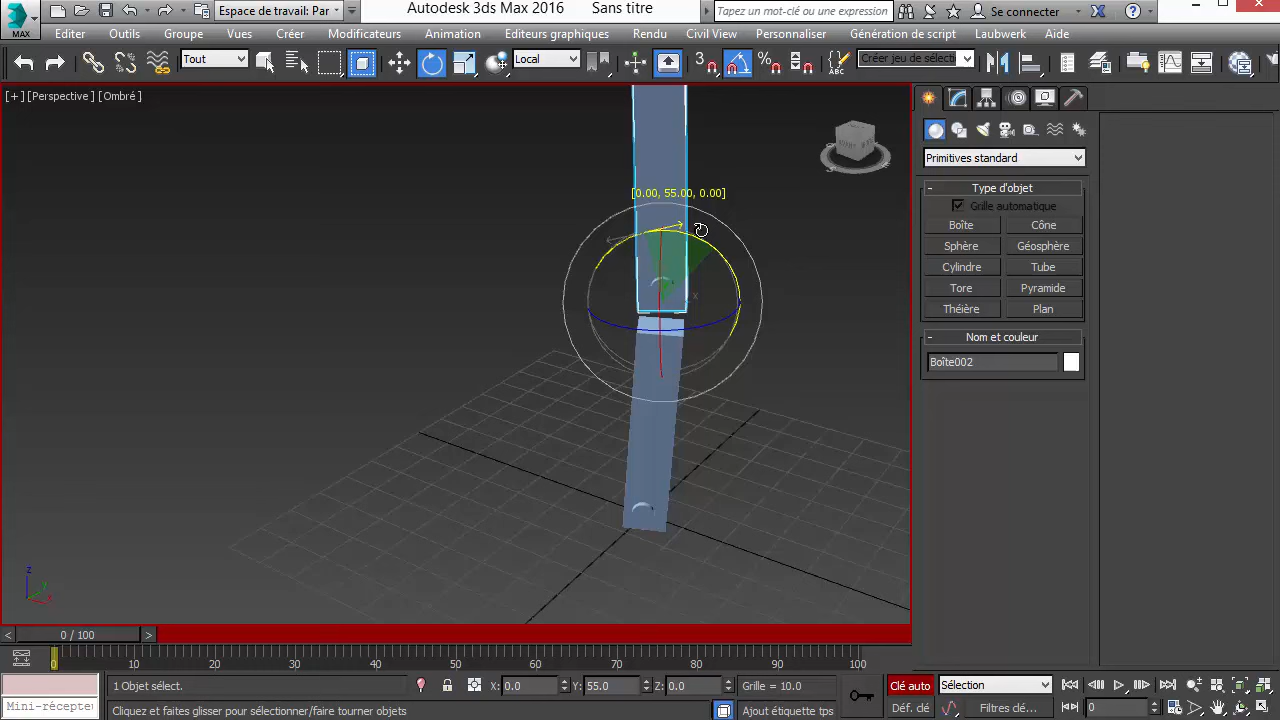 MAX
Espace de travail: Par
Autodesk 3ds Max 2016 Sans titre
Tapez un mot-clé ou une expression
Se connecter
Editer Outils Groupe Vues Créer Modificateurs Animation Editeurs graphiques Rendu Civil View Personnaliser Génération de script Laubwerk Aide
Tout
Local
3
%
ABC
Créer jeu de sélecti
[+] [Perspective ] [Ombré ]
[0.00, 55.00, 0.00]
x
z
y
x
Primitives standard
- Type d'objet
Grille automatique
Boîte Cône
Sphère Géosphère
Cylindre Tube
Tore Pyramide
Théière Plan
- Nom et couleur
Boîte002
< 0 / 100 >
0 10 20 30 40 50 60 70 80 90 100
1 Objet sélect.
X: 0.0 Y: 55.0 Z: 0.0
Grille = 10.0
Clé auto
Sélection
Mini-récepte
Cliquez et faites glisser pour sélectionner/faire tourner objets
Ajout étiquette tps
Déf. clé
Filtres clé...
0